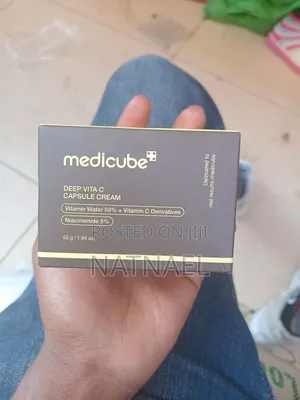 medicube
Dedicated to
real results. medicube
DEEP VITA C
CAPSULE CREAM
Vitamin Water 50% + Vitamin C Derivatives
Niacinamide 5%
55 g / 1.94 oz.
POSTED ON JIJI
NATNAEL